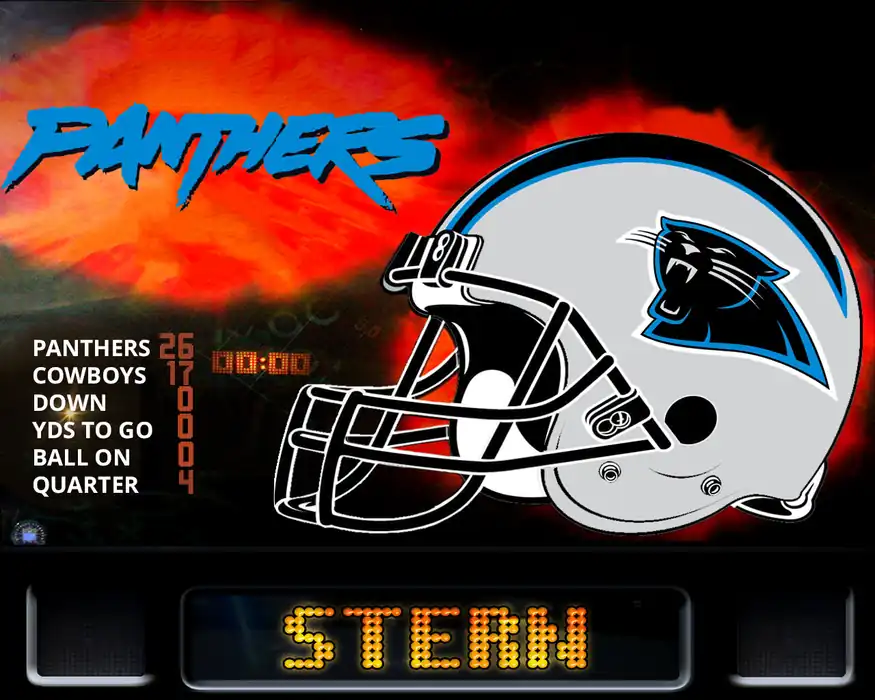 PANTHERS
PANTHERS 26
00:00
COWBOYS 17
DOWN 0
YDS TO GO 0
BALL ON 0
QUARTER 4
STERN